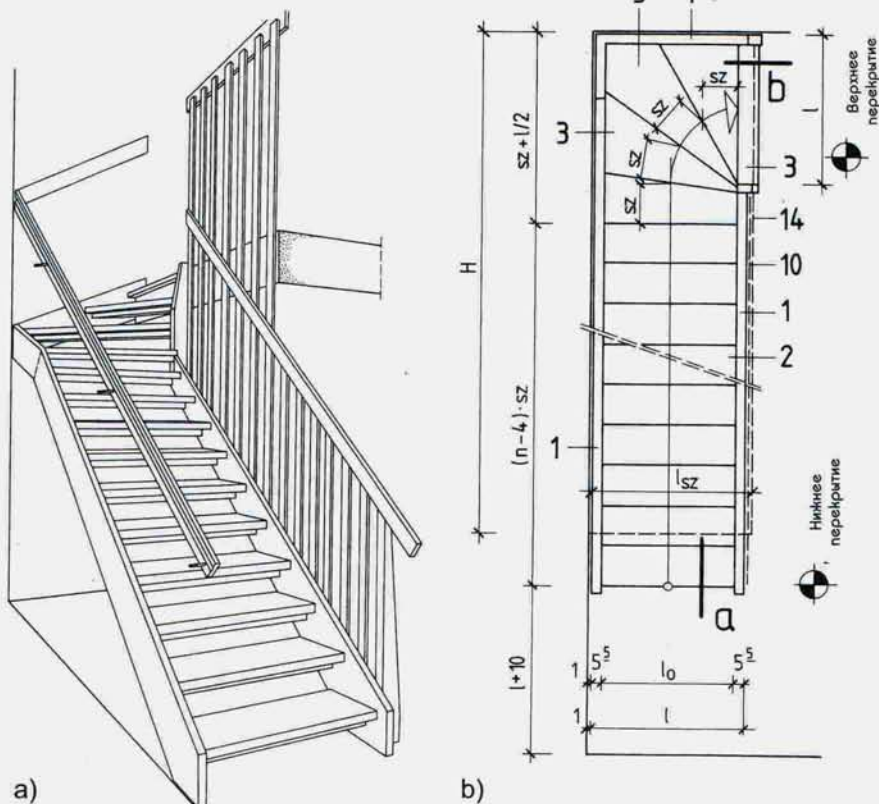 sz
b
Верхнее
перекрытие
l
sz + l/2
sz
3
sz
3
sz
14
10
H
1
2
(n-4)·sz
1
lsz
Нижнее
перекрытие
a
l+10
1
5⁵
l₀
5⁵
1
l
a)
b)